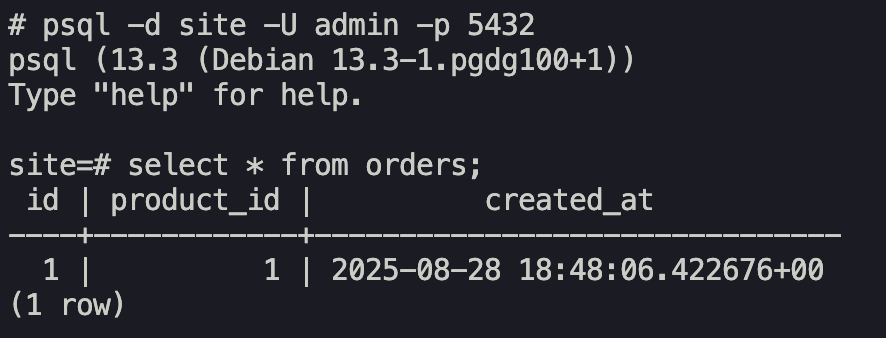 # psql -d site -U admin -p 5432
psql (13.3 (Debian 13.3-1.pgdg100+1))
Type "help" for help.

site=# select * from orders;
 id | product_id |          created_at
----+------------+-------------------------------
  1 |          1 | 2025-08-28 18:48:06.422676+00
(1 row)